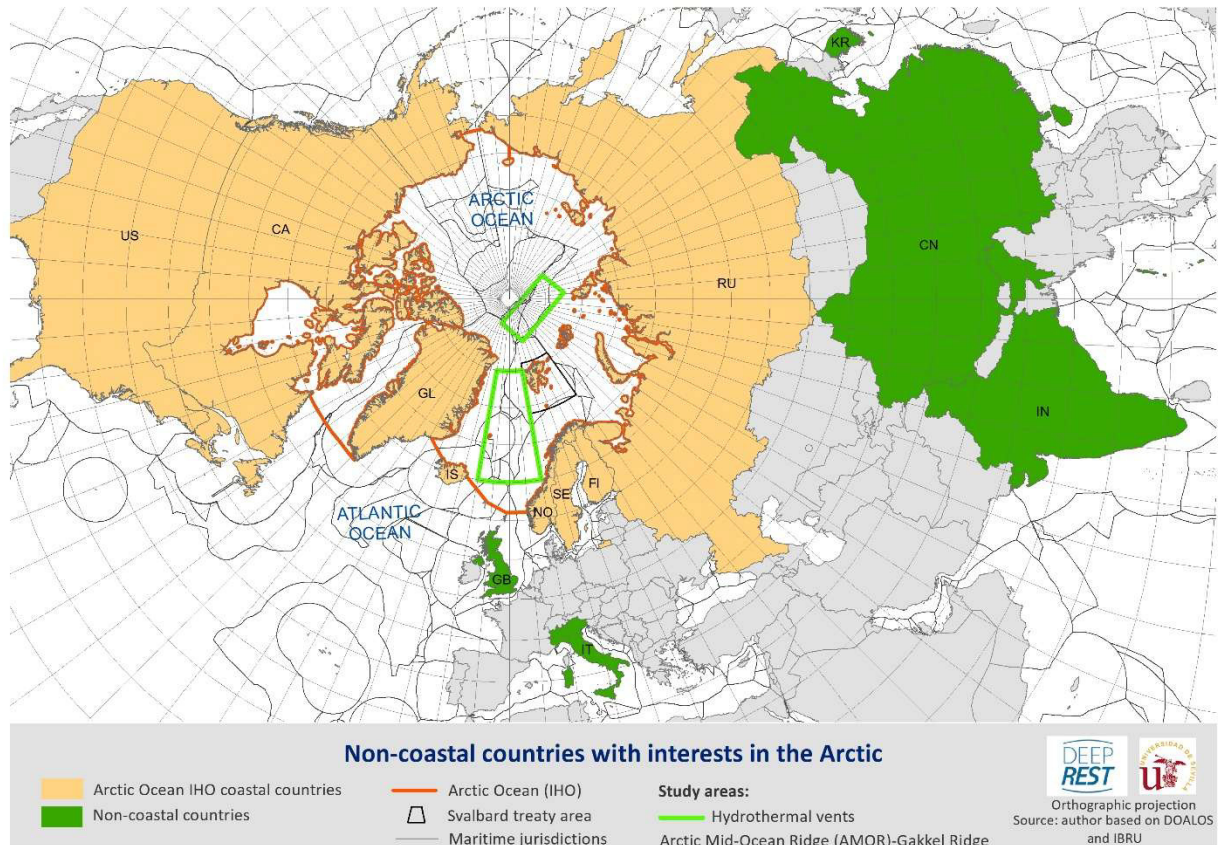 KR
ARCTIC
OCEAN
US
CA
CN
RU
GL
IN
IS
FI
SE
NO
ATLANTIC
OCEAN
GB
IT
Non-coastal countries with interests in the Arctic
Arctic Ocean IHO coastal countries
Non-coastal countries
Arctic Ocean (IHO)
Svalbard treaty area
Maritime jurisdictions
Study areas:
Hydrothermal vents
Arctic Mid-Ocean Ridge (AMOR)-Gakkel Ridge
DEEP
REST
UNIVERSIDAD DE SEVILLA
Orthographic projection
Source: author based on DOALOS
and IBRU